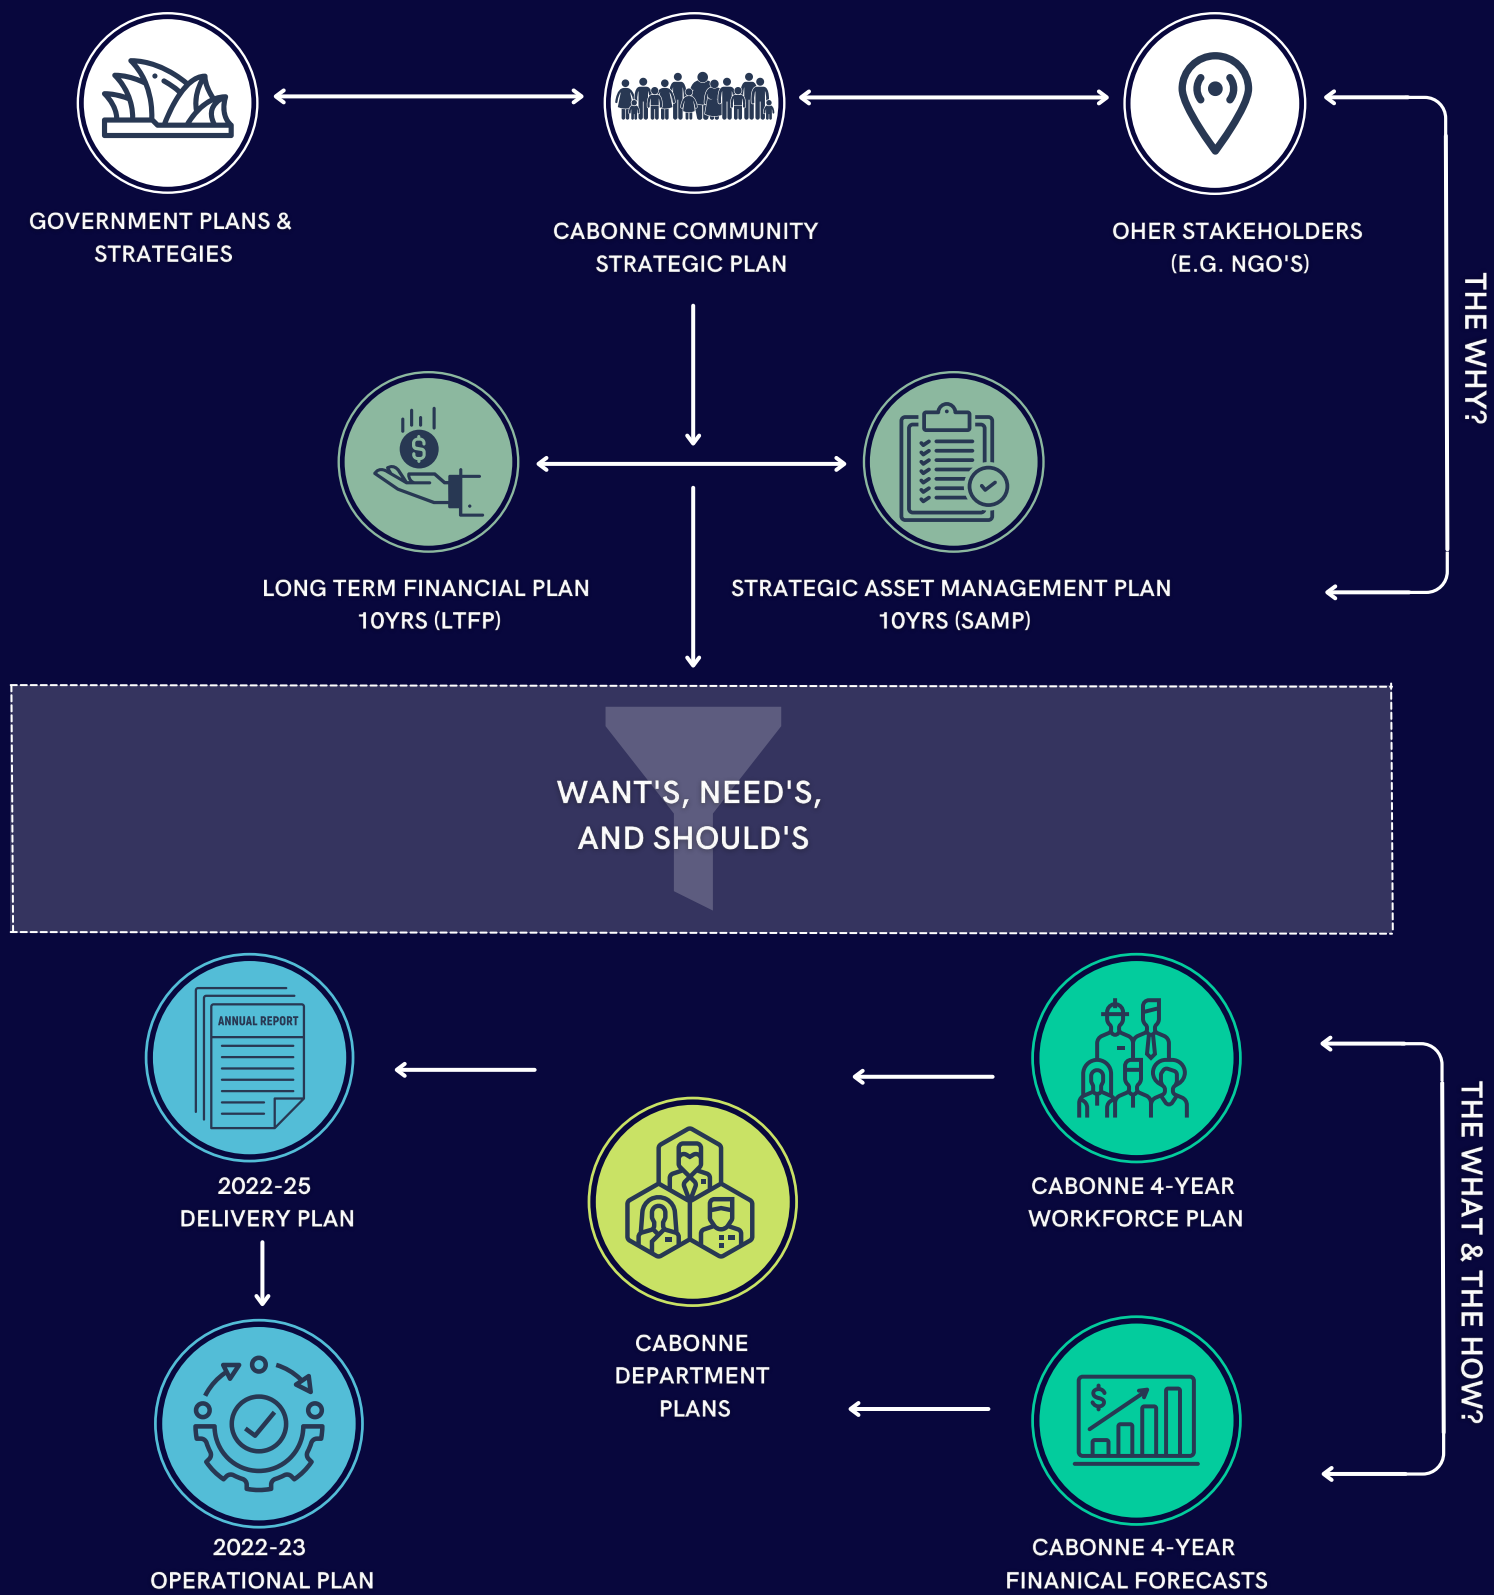 GOVERNMENT PLANS &
STRATEGIES
CABONNE COMMUNITY
STRATEGIC PLAN
OHER STAKEHOLDERS
(E.G. NGO'S)
THE WHY?
$
LONG TERM FINANCIAL PLAN
10YRS (LTFP)
STRATEGIC ASSET MANAGEMENT PLAN
10YRS (SAMP)
WANT'S, NEED'S,
AND SHOULD'S
ANNUAL REPORT
2022-25
DELIVERY PLAN
CABONNE
DEPARTMENT
PLANS
CABONNE 4-YEAR
WORKFORCE PLAN
THE WHAT & THE HOW?
2022-23
OPERATIONAL PLAN
$
CABONNE 4-YEAR
FINANICAL FORECASTS